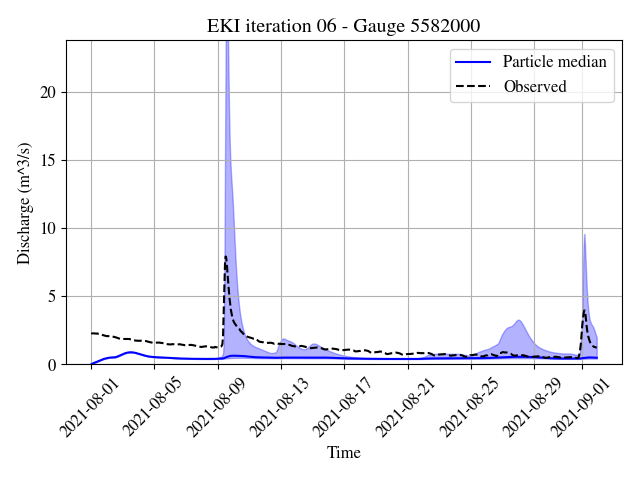 EKI iteration 06 - Gauge 5582000
Particle median
Observed
Discharge (m^3/s)
20
15
10
5
0
2021-08-01
2021-08-05
2021-08-09
2021-08-13
2021-08-17
2021-08-21
2021-08-25
2021-08-29
2021-09-01
Time